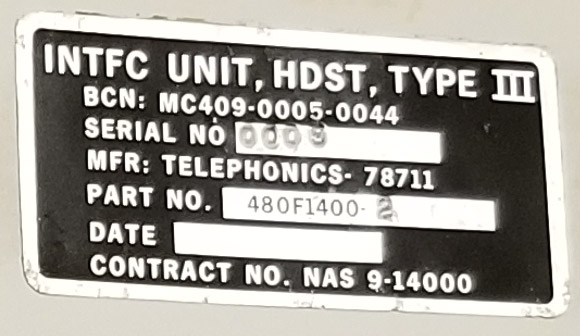 INTFC UNIT, HDST, TYPE III
BCN: MC409-0005-0044
SERIAL NO
MFR: TELEPHONICS- 78711
PART NO. 480F1400-2
DATE
CONTRACT NO. NAS 9-14000